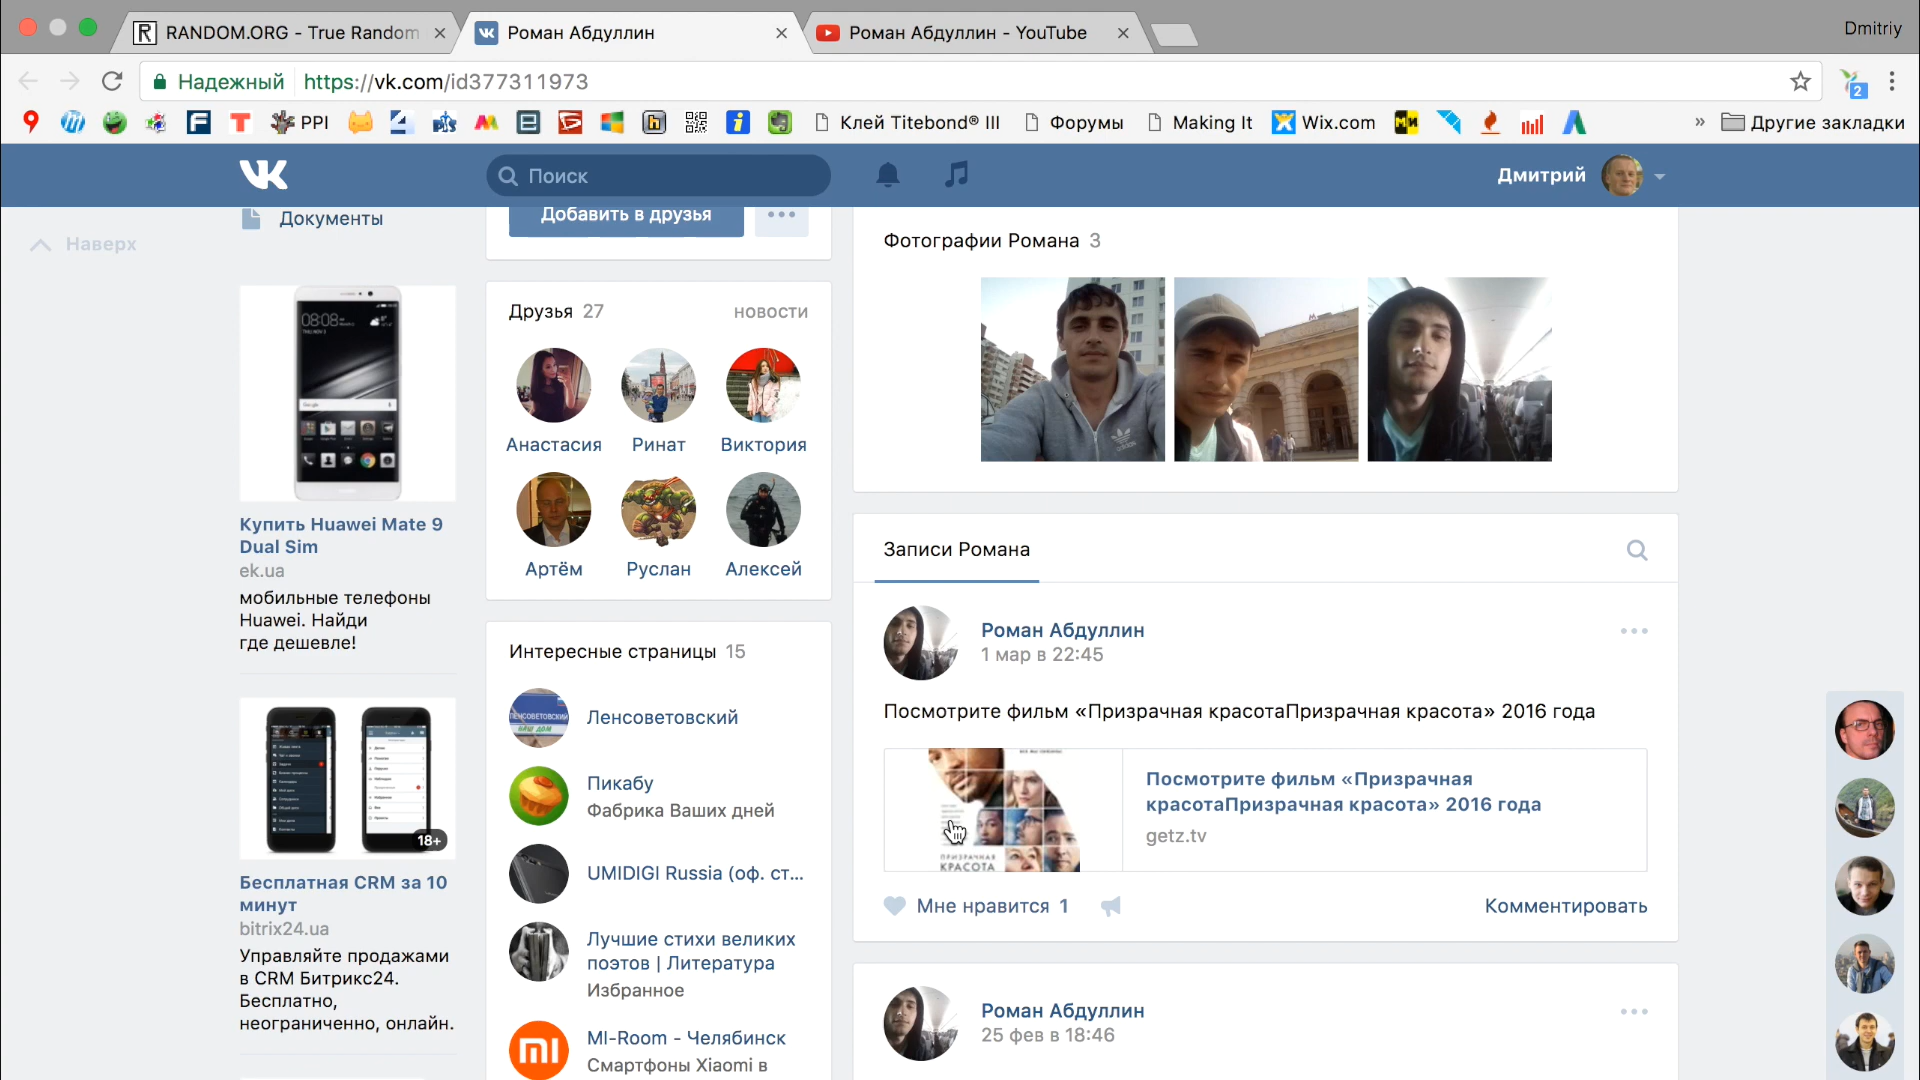 RANDOM.ORG - True Random
Роман Абдуллин
Роман Абдуллин - YouTube
Dmitriy
Надежный
https://vk.com/id377311973
2
PPI
Клей Titebond® III
Форумы
Making It
Wix.com
»
Другие закладки
Поиск
Дмитрий
Документы
Наверх
Добавить в друзья
Фотографии Романа 3
08:08
Купить Huawei Mate 9
Dual Sim
ek.ua
мобильные телефоны
Huawei. Найди
где дешевле!
18+
Бесплатная CRM за 10
минут
bitrix24.ua
Управляйте продажами
в CRM Битрикс24.
Бесплатно,
неограниченно, онлайн.
Друзья 27
новости
Анастасия
Ринат
Виктория
Артём
Руслан
Алексей
Интересные страницы 15
Ленсоветовский
Пикабу
Фабрика Ваших дней
UMIDIGI Russia (оф. ст...
Лучшие стихи великих
поэтов | Литература
Избранное
MI-Room - Челябинск
Смартфоны Xiaomi в
Записи Романа
Роман Абдуллин
1 мар в 22:45
Посмотрите фильм «Призрачная красотаПризрачная красота» 2016 года
ПРИЗРАЧНАЯ
КРАСОТА
Посмотрите фильм «Призрачная
красотаПризрачная красота» 2016 года
getz.tv
Мне нравится 1
Комментировать
Роман Абдуллин
25 фев в 18:46